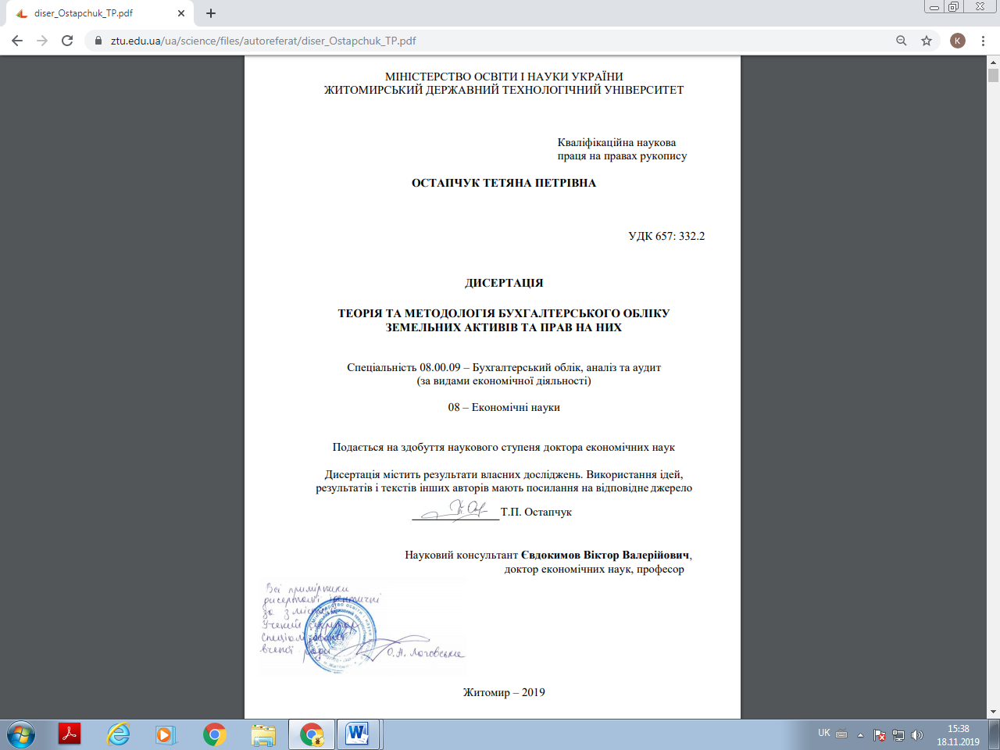 diser_Ostapchuk_TP.pdf
ztu.edu.ua/ua/science/files/autoreferat/diser_Ostapchuk_TP.pdf
K
МІНІСТЕРСТВО ОСВІТИ І НАУКИ УКРАЇНИ
ЖИТОМИРСЬКИЙ ДЕРЖАВНИЙ ТЕХНОЛОГІЧНИЙ УНІВЕРСИТЕТ
Кваліфікаційна наукова
праця на правах рукопису
ОСТАПЧУК ТЕТЯНА ПЕТРІВНА
УДК 657: 332.2
ДИСЕРТАЦІЯ
ТЕОРІЯ ТА МЕТОДОЛОГІЯ БУХГАЛТЕРСЬКОГО ОБЛІКУ
ЗЕМЕЛЬНИХ АКТИВІВ ТА ПРАВ НА НИХ
Спеціальність 08.00.09 – Бухгалтерський облік, аналіз та аудит
(за видами економічної діяльності)
08 – Економічні науки
Подається на здобуття наукового ступеня доктора економічних наук
Дисертація містить результати власних досліджень. Використання ідей,
результатів і текстів інших авторів мають посилання на відповідне джерело
Т.П. Остапчук
Науковий консультант Євдокимов Віктор Валерійович,
доктор економічних наук, професор
Всі примірники
дисертації ідентичні
за змістом
Учений секретар
спеціалізованої
вченої ради О.А. Лаговська
Житомир – 2019
UK
15:38
18.11.2019